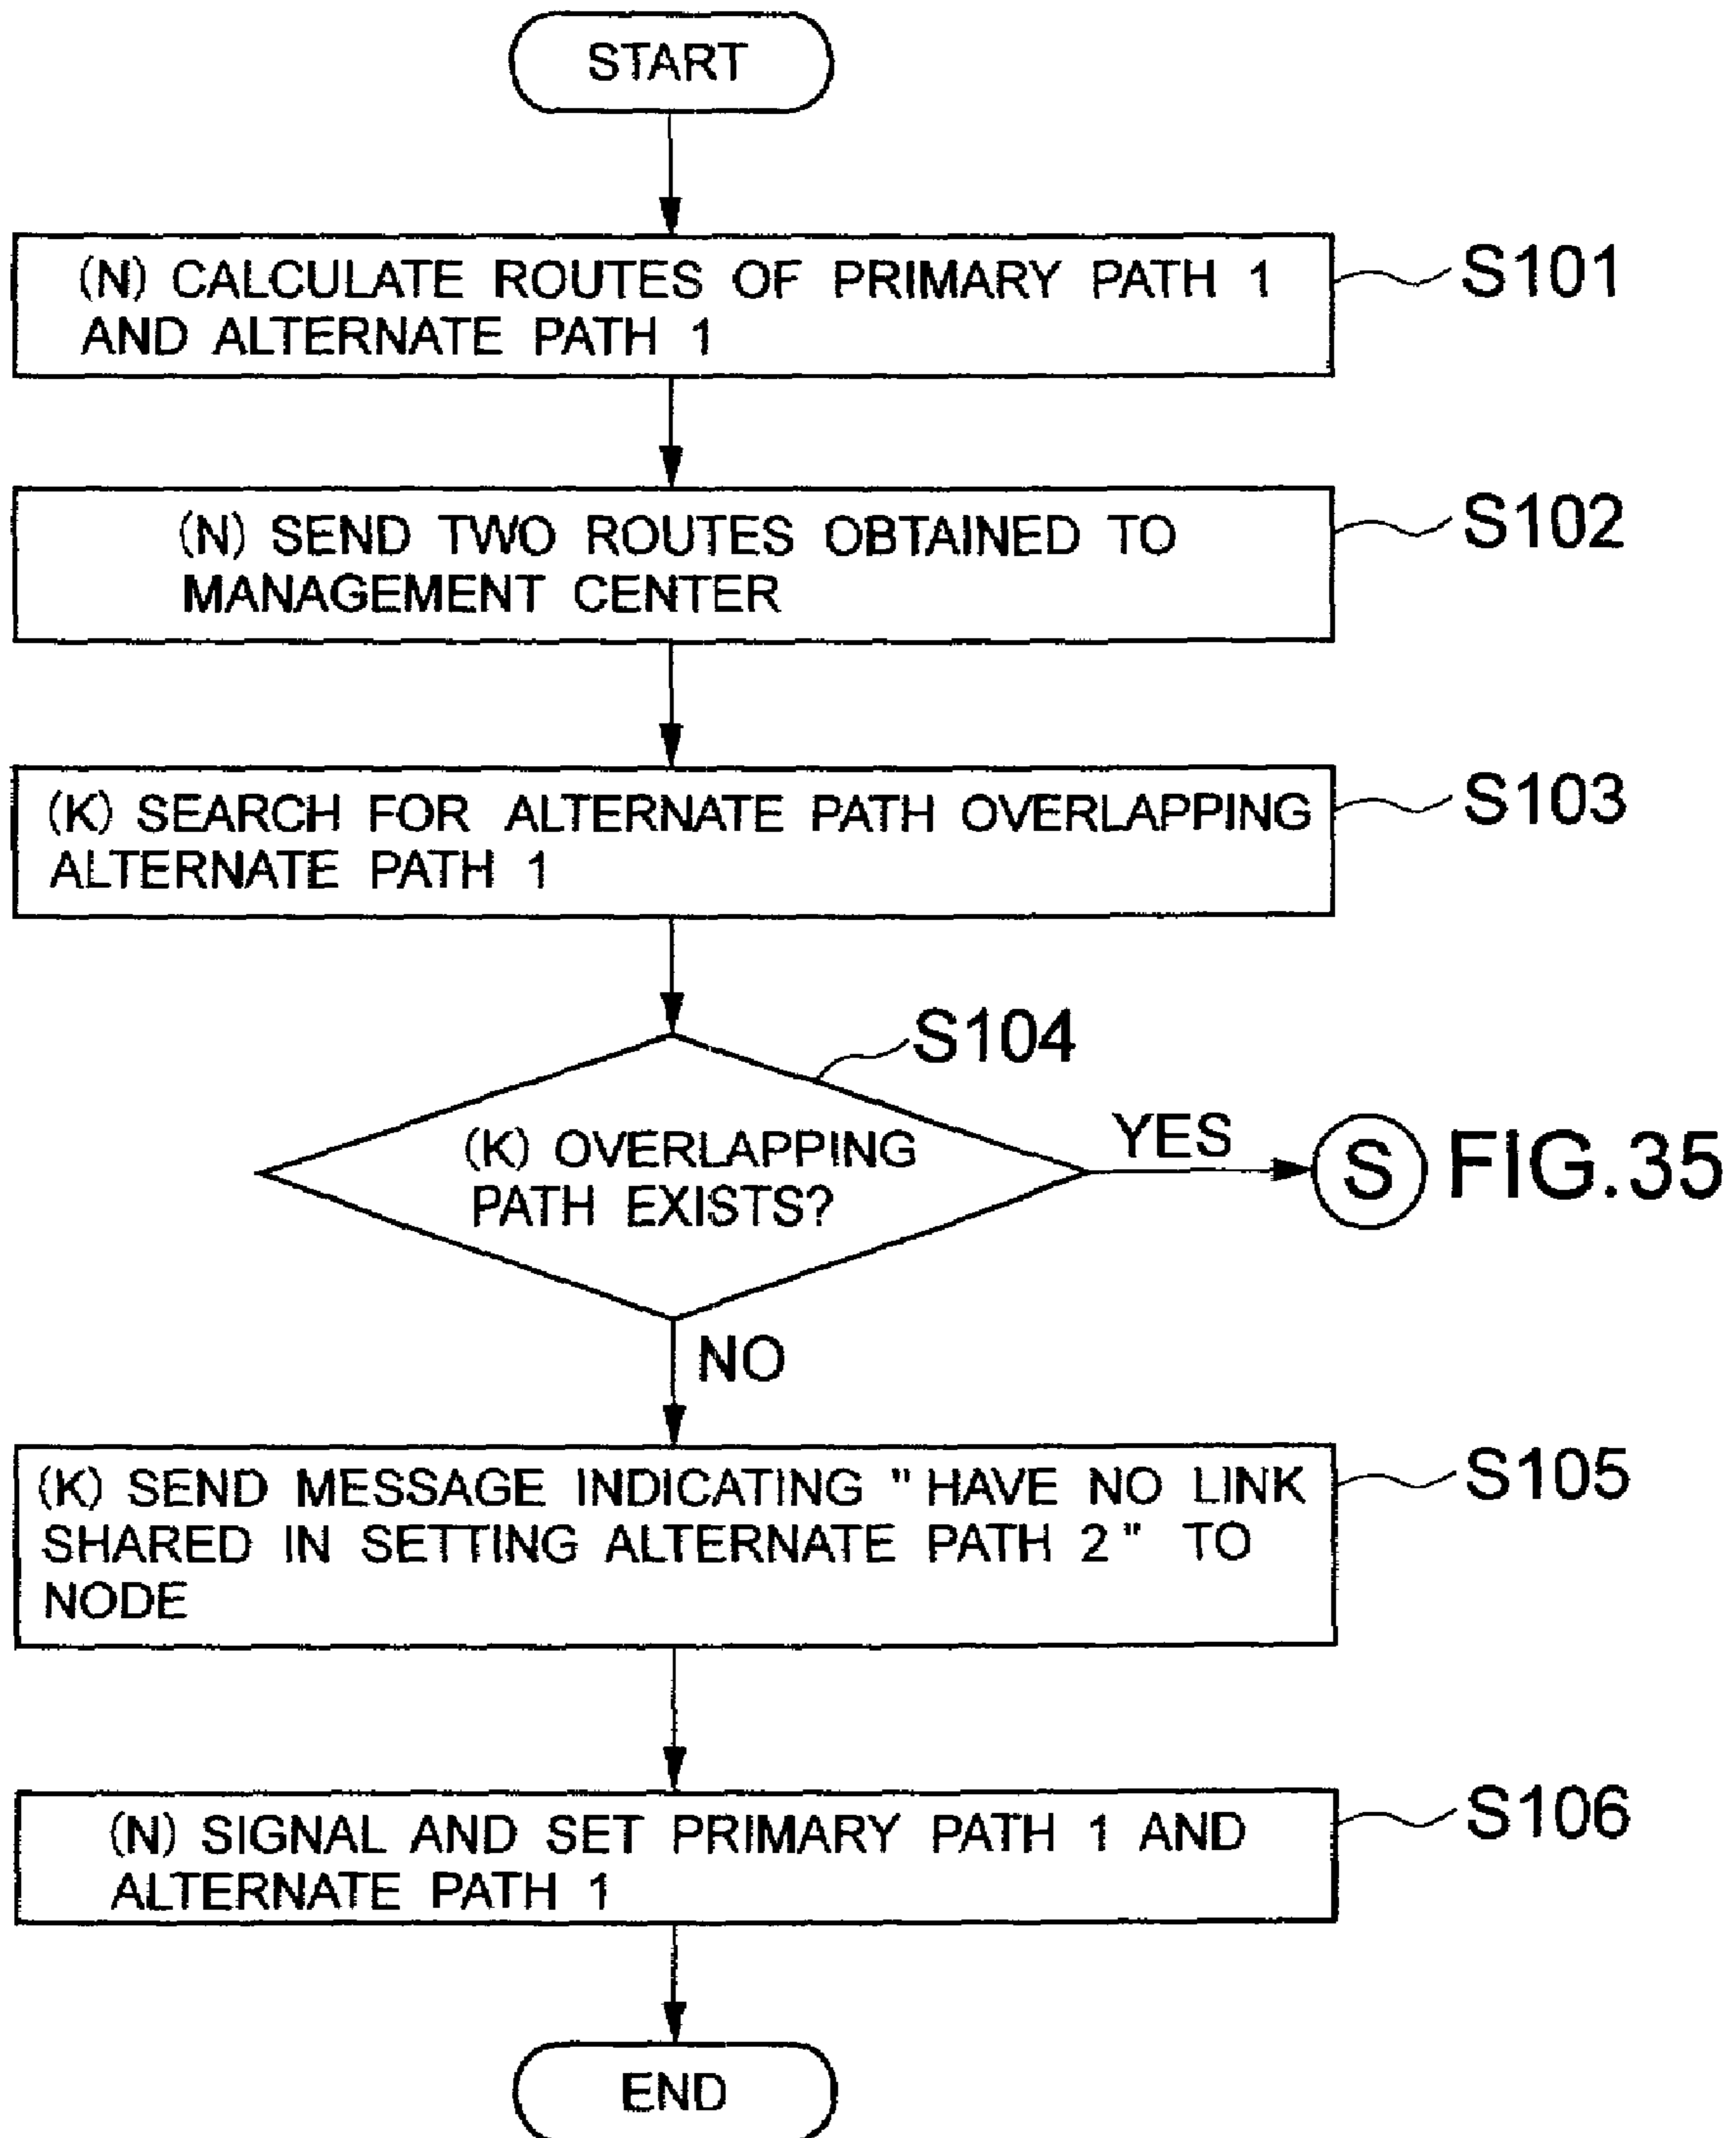 START
(N) CALCULATE ROUTES OF PRIMARY PATH 1
AND ALTERNATE PATH 1
S101
(N) SEND TWO ROUTES OBTAINED TO
MANAGEMENT CENTER
S102
(K) SEARCH FOR ALTERNATE PATH OVERLAPPING
ALTERNATE PATH 1
S103
S104
(K) OVERLAPPING
PATH EXISTS?
YES
S FIG.35
NO
(K) SEND MESSAGE INDICATING "HAVE NO LINK
SHARED IN SETTING ALTERNATE PATH 2" TO
NODE
S105
(N) SIGNAL AND SET PRIMARY PATH 1 AND
ALTERNATE PATH 1
S106
END